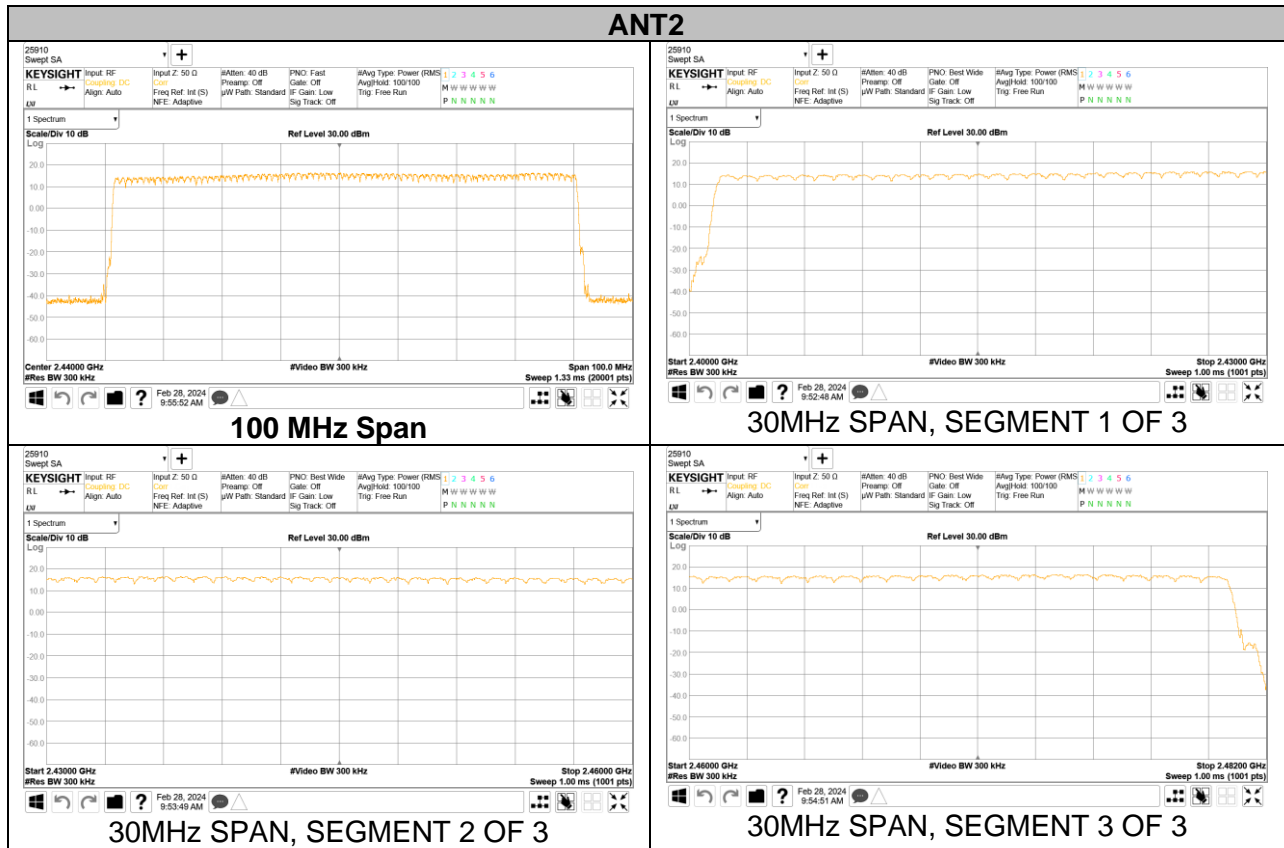 ANT2
25910
Swept SA
+
KEYSIGHT Input: RF Input Z: 50 Ω #Atten: 40 dB PNO: Fast #Avg Type: Power (RMS 1 2 3 4 5 6
RL Coupling: DC Corr Preamp: Off Gate: Off Avg|Hold: 100/100 M W W W W W
Align: Auto Freq Ref: Int (S) µW Path: Standard IF Gain: Low Trig: Free Run
LXI NFE: Adaptive Sig Track: Off P N N N N N
1 Spectrum
Scale/Div 10 dB Ref Level 30.00 dBm
Log
20.0
10.0
0.00
-10.0
-20.0
-30.0
-40.0
-50.0
-60.0
Center 2.44000 GHz #Video BW 300 kHz Span 100.0 MHz
#Res BW 300 kHz Sweep 1.33 ms (20001 pts)
? Feb 28, 2024
9:55:52 AM
100 MHz Span
25910
Swept SA
+
KEYSIGHT Input: RF Input Z: 50 Ω #Atten: 40 dB PNO: Best Wide #Avg Type: Power (RMS 1 2 3 4 5 6
RL Coupling: DC Corr Preamp: Off Gate: Off Avg|Hold: 100/100 M W W W W W
Align: Auto Freq Ref: Int (S) µW Path: Standard IF Gain: Low Trig: Free Run
LXI NFE: Adaptive Sig Track: Off P N N N N N
1 Spectrum
Scale/Div 10 dB Ref Level 30.00 dBm
Log
20.0
10.0
0.00
-10.0
-20.0
-30.0
-40.0
-50.0
-60.0
Start 2.40000 GHz #Video BW 300 kHz Stop 2.43000 GHz
#Res BW 300 kHz Sweep 1.00 ms (1001 pts)
? Feb 28, 2024
9:52:48 AM
30MHz SPAN, SEGMENT 1 OF 3
25910
Swept SA
+
KEYSIGHT Input: RF Input Z: 50 Ω #Atten: 40 dB PNO: Best Wide #Avg Type: Power (RMS 1 2 3 4 5 6
RL Coupling: DC Corr Preamp: Off Gate: Off Avg|Hold: 100/100 M W W W W W
Align: Auto Freq Ref: Int (S) µW Path: Standard IF Gain: Low Trig: Free Run
LXI NFE: Adaptive Sig Track: Off P N N N N N
1 Spectrum
Scale/Div 10 dB Ref Level 30.00 dBm
Log
20.0
10.0
0.00
-10.0
-20.0
-30.0
-40.0
-50.0
-60.0
Start 2.43000 GHz #Video BW 300 kHz Stop 2.46000 GHz
#Res BW 300 kHz Sweep 1.00 ms (1001 pts)
? Feb 28, 2024
9:53:49 AM
30MHz SPAN, SEGMENT 2 OF 3
25910
Swept SA
+
KEYSIGHT Input: RF Input Z: 50 Ω #Atten: 40 dB PNO: Best Wide #Avg Type: Power (RMS 1 2 3 4 5 6
RL Coupling: DC Corr Preamp: Off Gate: Off Avg|Hold: 100/100 M W W W W W
Align: Auto Freq Ref: Int (S) µW Path: Standard IF Gain: Low Trig: Free Run
LXI NFE: Adaptive Sig Track: Off P N N N N N
1 Spectrum
Scale/Div 10 dB Ref Level 30.00 dBm
Log
20.0
10.0
0.00
-10.0
-20.0
-30.0
-40.0
-50.0
-60.0
Start 2.46000 GHz #Video BW 300 kHz Stop 2.48200 GHz
#Res BW 300 kHz Sweep 1.00 ms (1001 pts)
? Feb 28, 2024
9:54:51 AM
30MHz SPAN, SEGMENT 3 OF 3